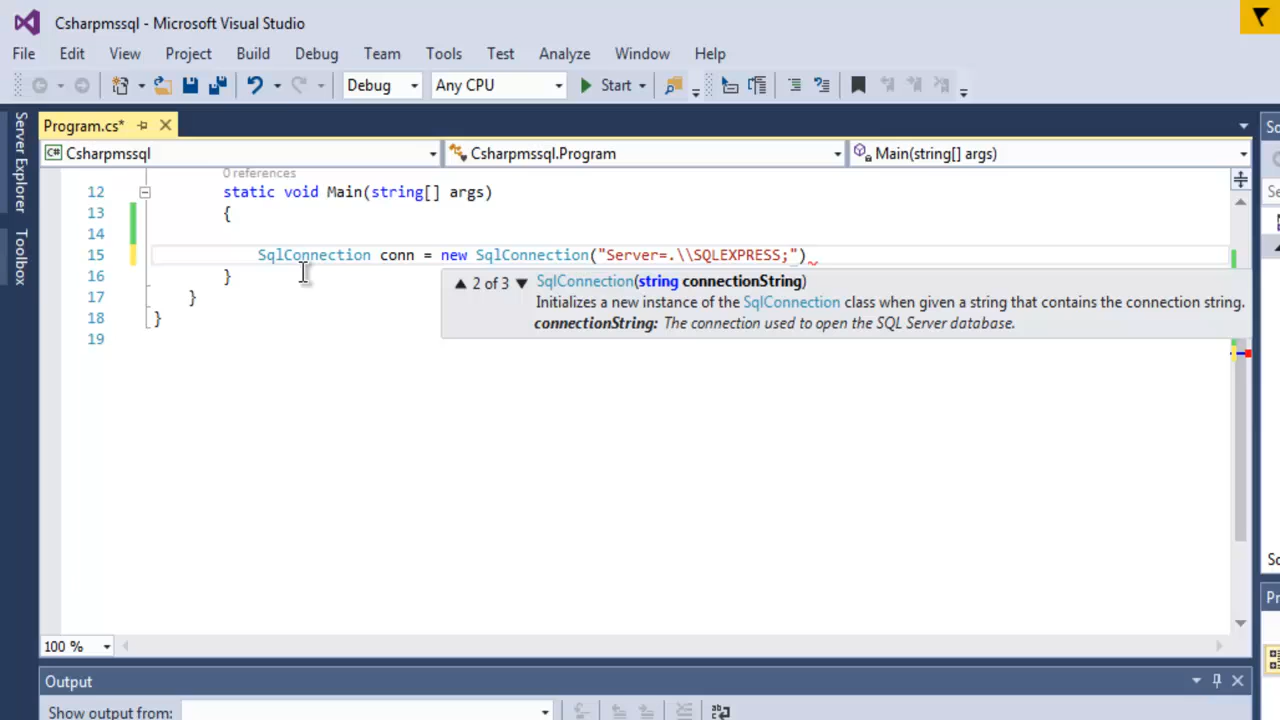 Csharpmssql - Microsoft Visual Studio
File Edit View Project Build Debug Team Tools Test Analyze Window Help
Debug Any CPU Start
Server Explorer
Toolbox
Program.cs*
Csharpmssql Csharpmssql.Program Main(string[] args)
0 references
12 static void Main(string[] args)
13 {
14
15 SqlConnection conn = new SqlConnection("Server=.\\SQLEXPRESS;")
16 }
17 }
18 }
19
2 of 3 SqlConnection(string connectionString)
Initializes a new instance of the SqlConnection class when given a string that contains the connection string.
connectionString: The connection used to open the SQL Server database.
100 %
Output
Show output from: